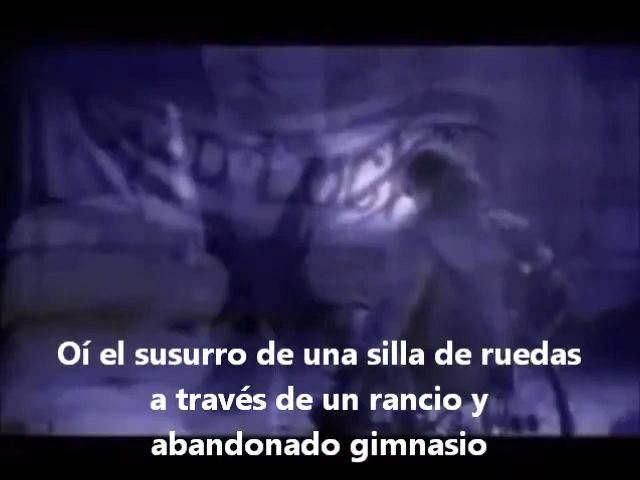 Oí el susurro de una silla de ruedas
a través de un rancio y
abandonado gimnasio